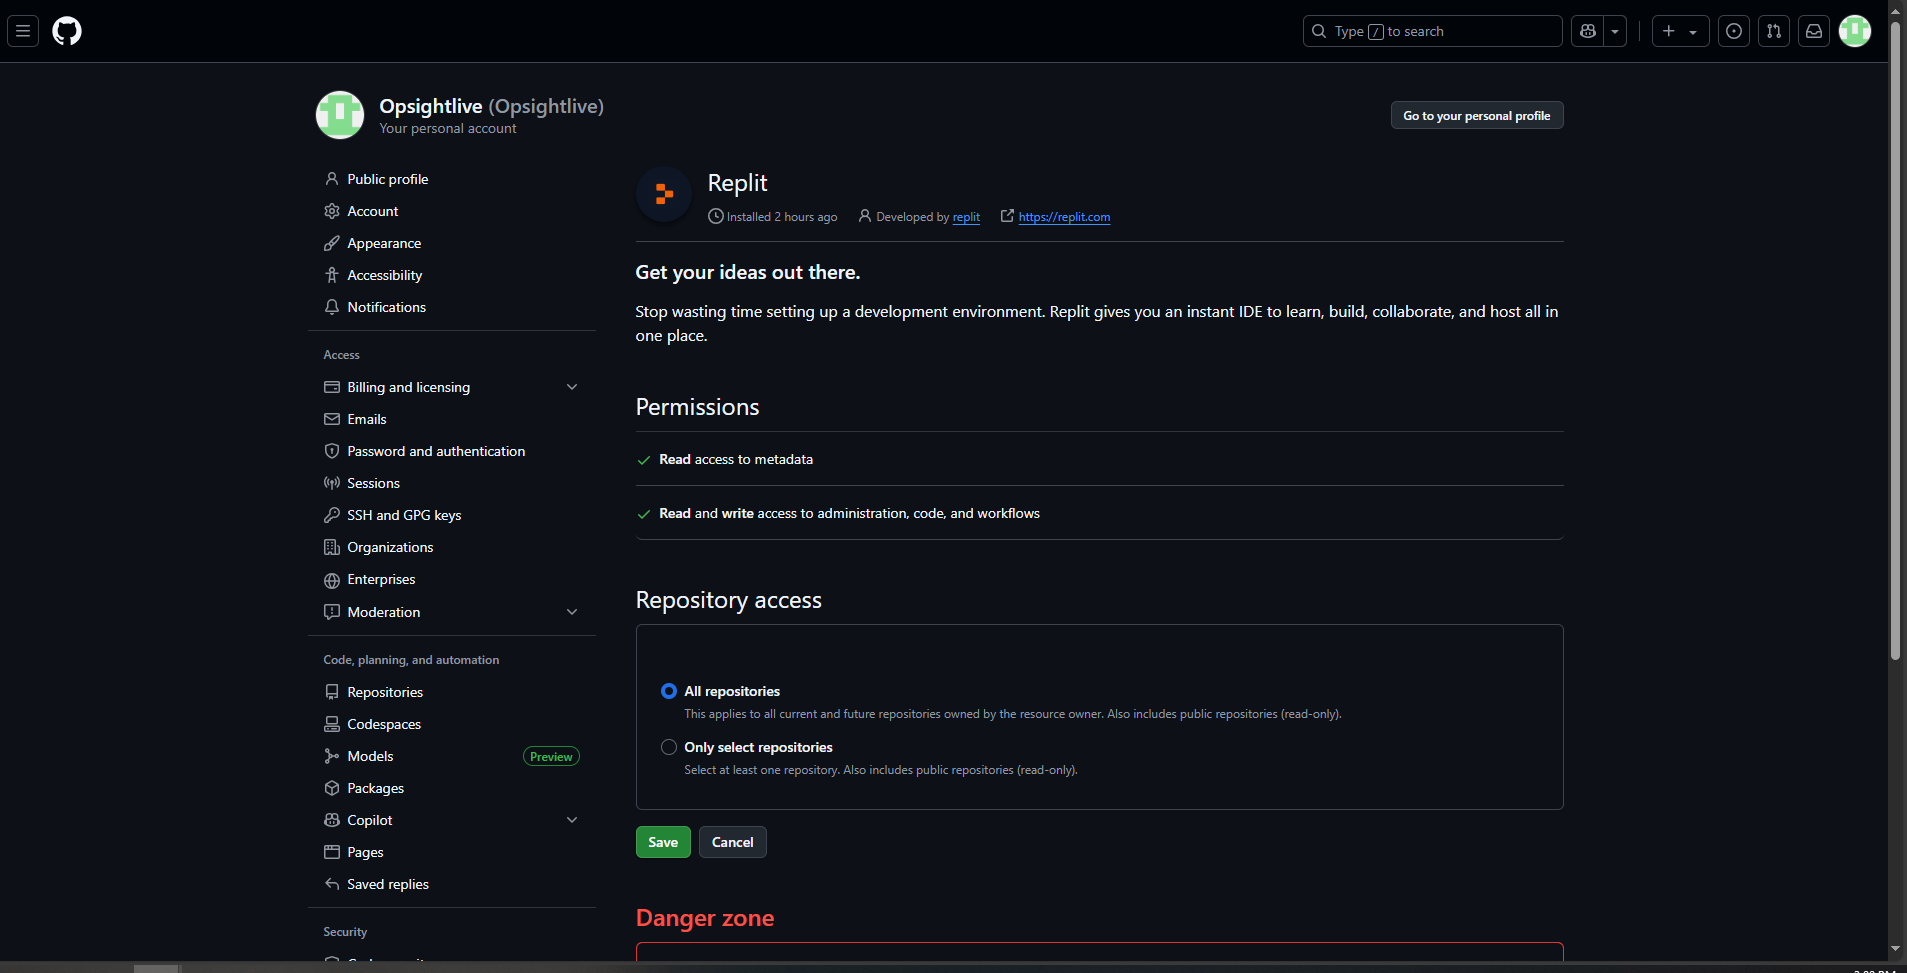 Type / to search
Opsightlive (Opsightlive)
Your personal account
Go to your personal profile
Public profile
Account
Appearance
Accessibility
Notifications
Access
Billing and licensing
Emails
Password and authentication
Sessions
SSH and GPG keys
Organizations
Enterprises
Moderation
Code, planning, and automation
Repositories
Codespaces
Models Preview
Packages
Copilot
Pages
Saved replies
Security
Replit
Installed 2 hours ago Developed by replit https://replit.com
Get your ideas out there.
Stop wasting time setting up a development environment. Replit gives you an instant IDE to learn, build, collaborate, and host all in
one place.
Permissions
Read access to metadata
Read and write access to administration, code, and workflows
Repository access
All repositories
This applies to all current and future repositories owned by the resource owner. Also includes public repositories (read-only).
Only select repositories
Select at least one repository. Also includes public repositories (read-only).
Save Cancel
Danger zone